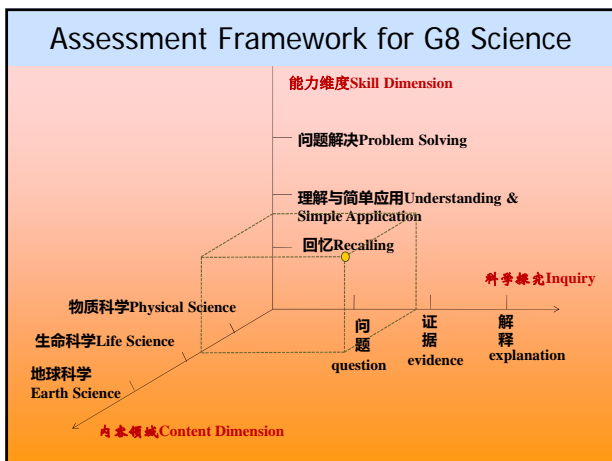 Assessment Framework for G8 Science
能力维度Skill Dimension
问题解决Problem Solving
理解与简单应用Understanding &
Simple Application
回忆Recalling
科学探究Inquiry
物质科学Physical Science
生命科学Life Science
地球科学
Earth Science
问
题
question
证
据
evidence
解
释
explanation
内容领域Content Dimension